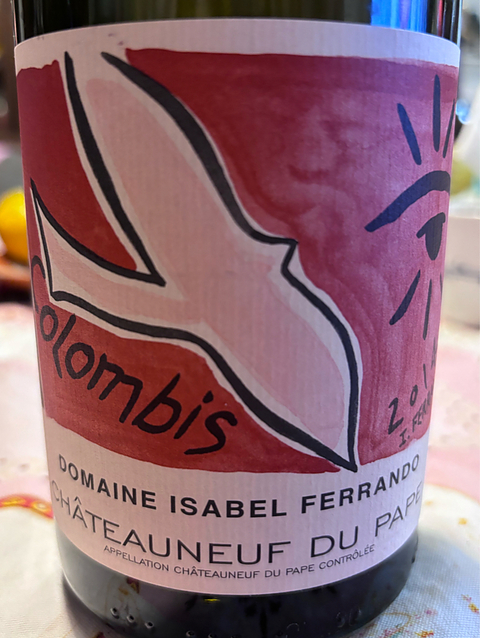 Colombis
DOMAINE ISABEL FERRANDO
CHÂTEAUNEUF DU PAPE
APPELLATION CHÂTEAUNEUF DU PAPE CONTRÔLÉE